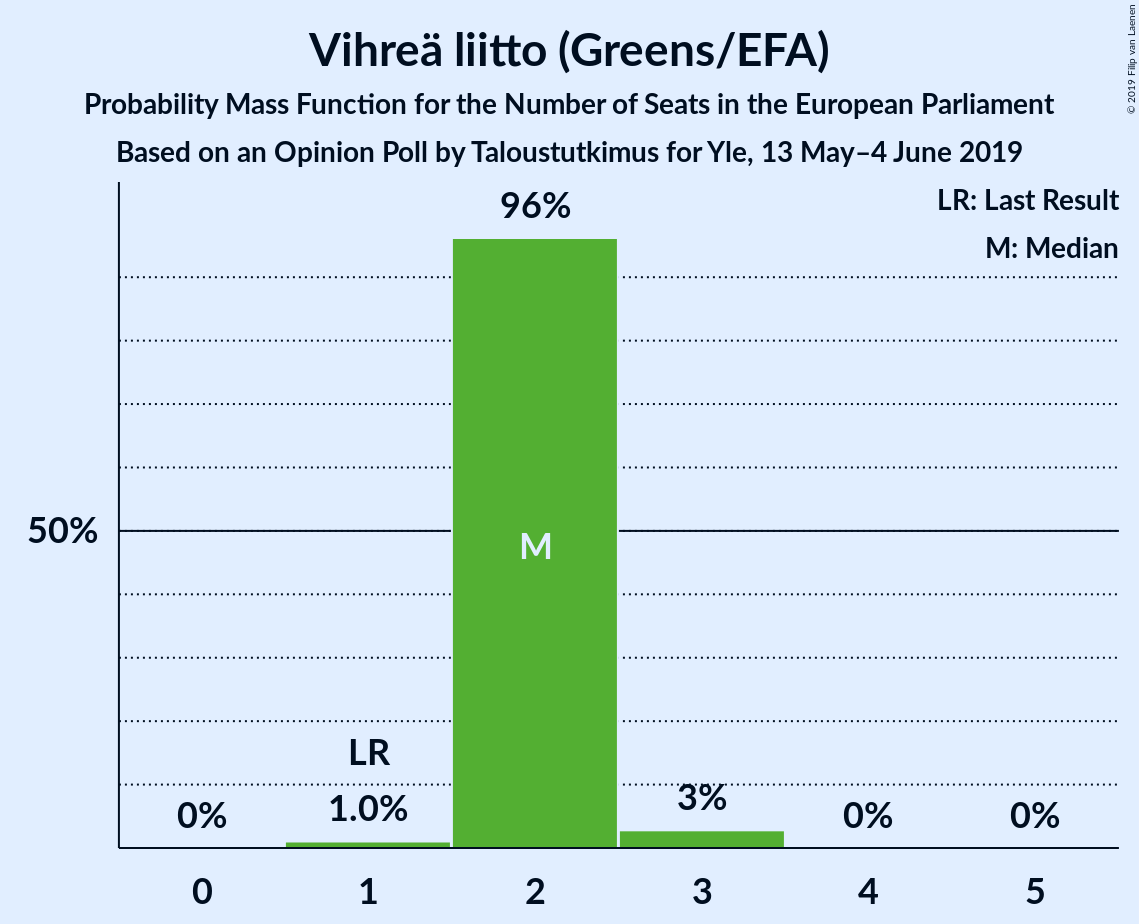 Vihreä liitto (Greens/EFA)
Probability Mass Function for the Number of Seats in the European Parliament
Based on an Opinion Poll by Taloustutkimus for Yle, 13 May–4 June 2019
© 2019 Filip van Laenen
LR: Last Result
M: Median
96%
50%
M
LR
0%
1.0%
3%
0%
0%
0 1 2 3 4 5